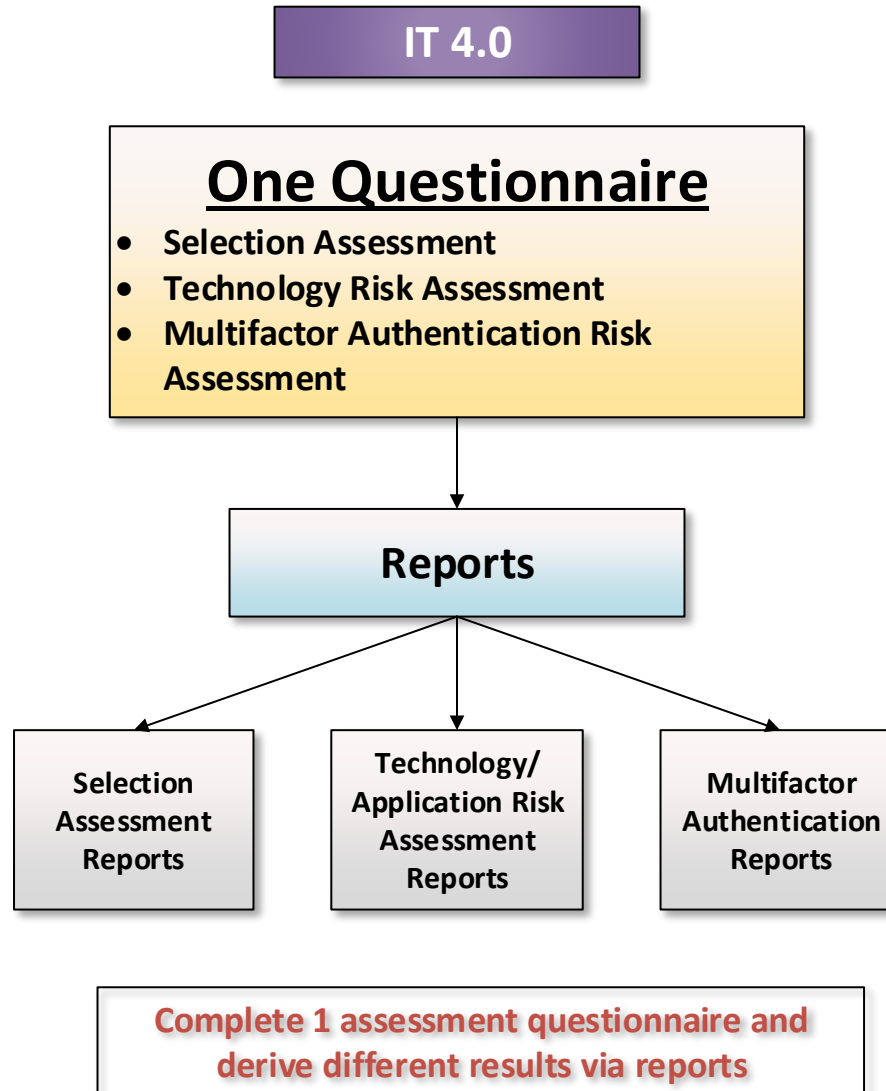 IT 4.0
One Questionnaire
• Selection Assessment
• Technology Risk Assessment
• Multifactor Authentication Risk
Assessment
Reports
Selection
Assessment
Reports
Technology/
Application Risk
Assessment
Reports
Multifactor
Authentication
Reports
Complete 1 assessment questionnaire and
derive different results via reports